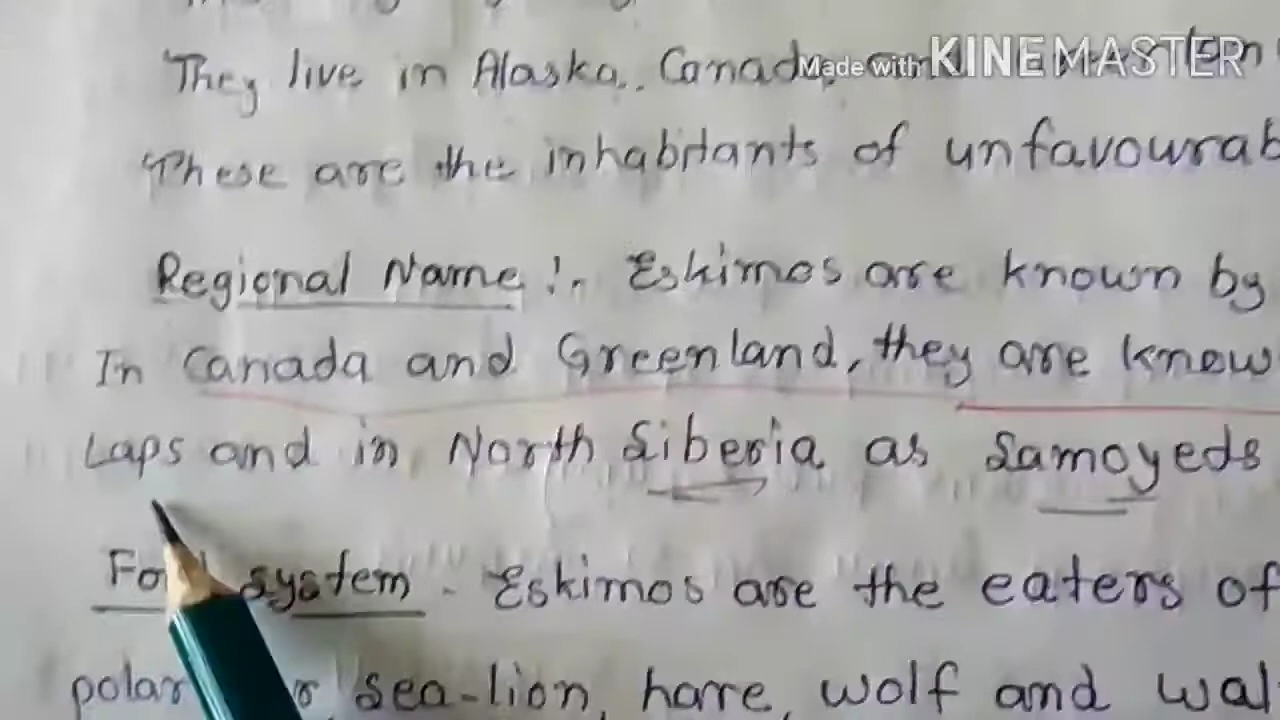 They live in Alaska, Canada,
Made with KINEMASTER
These are the inhabitants of unfavourab
Regional Name :- Eskimos are known by
In Canada and Greenland, they are know
Laps and in North Siberia as Samoyeds
system - Eskimos are the eaters of
polar sea-lion, hare, wolf and wal